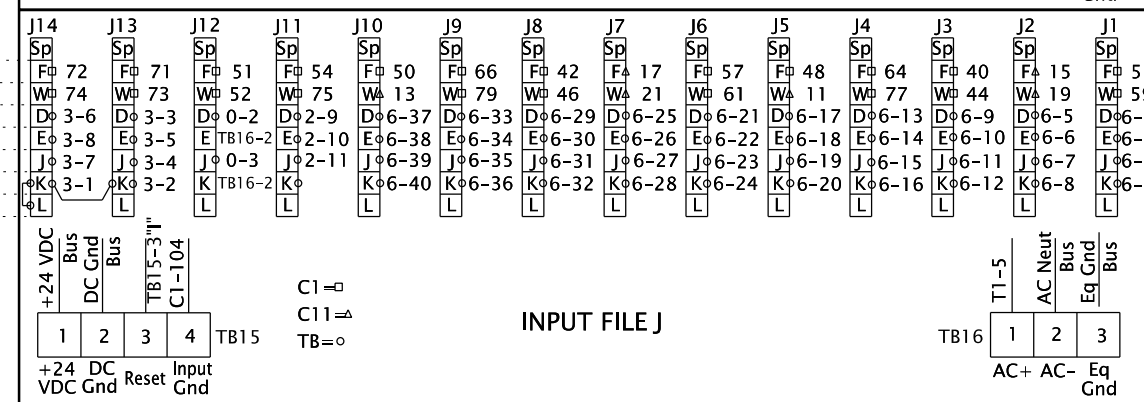 J14 J13 J12 J11 J10 J9 J8 J7 J6 J5 J4 J3 J2 J1
Sp Sp Sp Sp Sp Sp Sp Sp Sp Sp Sp Sp Sp Sp
F 72 F 71 F 51 F 54 F 50 F 66 F 42 F 17 F 57 F 48 F 64 F 40 F 15 F 5
W 74 W 73 W 52 W 75 W 13 W 79 W 46 W 21 W 61 W 11 W 77 W 44 W 19 W 59
D 3-6 D 3-3 D 0-2 D 2-9 D 6-37 D 6-33 D 6-29 D 6-25 D 6-21 D 6-17 D 6-13 D 6-9 D 6-5 D 6-
E 3-8 E 3-5 E TB16-2 E 2-10 E 6-38 E 6-34 E 6-30 E 6-26 E 6-22 E 6-18 E 6-14 E 6-10 E 6-6 E 6-
J 3-7 J 3-4 J 0-3 J 2-11 J 6-39 J 6-35 J 6-31 J 6-27 J 6-23 J 6-19 J 6-15 J 6-11 J 6-7 J 6-
K 3-1 K 3-2 K TB16-2 K K 6-40 K 6-36 K 6-32 K 6-28 K 6-24 K 6-20 K 6-16 K 6-12 K 6-8 K 6-
L L L L L L L L L L L L L L
+24 VDC
Bus
DC Gnd
Bus
TB15-3"I"
C1-104
C1=□
C11=△
TB=○
INPUT FILE J
T1-5
AC Neut
Bus
Eq Gnd
Bus
1 2 3 4 TB15
+24 VDC
DC Gnd
Reset
Input Gnd
TB16 1 2 3
AC+ AC- Eq Gnd